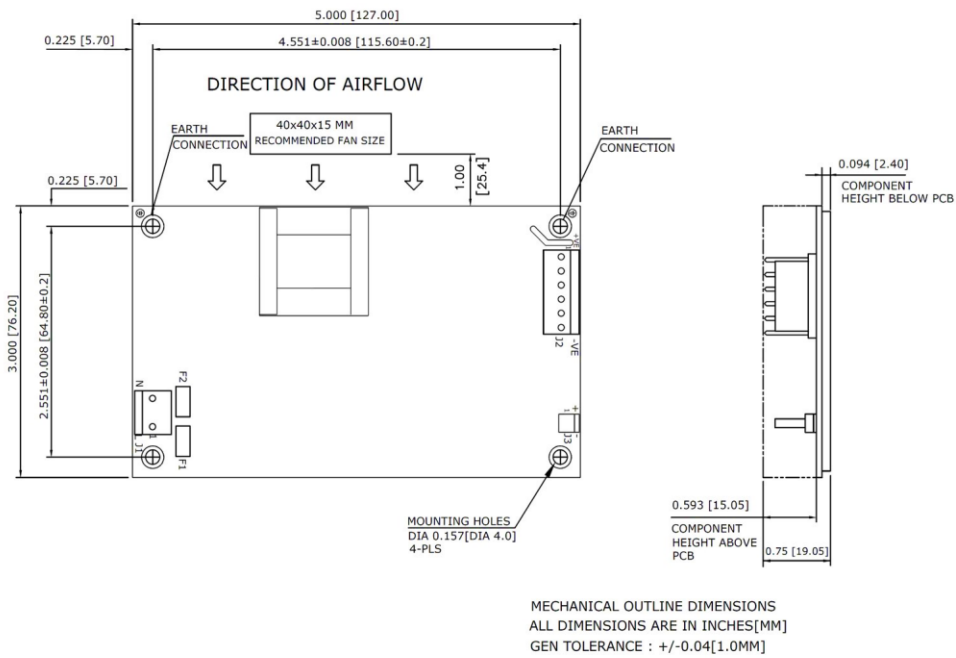 5.000 [127.00]
0.225 [5.70]
4.551±0.008 [115.60±0.2]
DIRECTION OF AIRFLOW
40x40x15 MM
RECOMMENDED FAN SIZE
EARTH
CONNECTION
EARTH
CONNECTION
1.00
[25.4]
0.225 [5.70]
0.094 [2.40]
COMPONENT
HEIGHT BELOW PCB
3.000 [76.20]
2.551±0.008 [64.80±0.2]
+VE
1
J2
-VE
N
F2
1
J1
F1
+
1
-
J3
MOUNTING HOLES
DIA 0.157[DIA 4.0]
4-PLS
0.593 [15.05]
COMPONENT
HEIGHT ABOVE
PCB
0.75 [19.05]
MECHANICAL OUTLINE DIMENSIONS
ALL DIMENSIONS ARE IN INCHES[MM]
GEN TOLERANCE : +/-0.04[1.0MM]